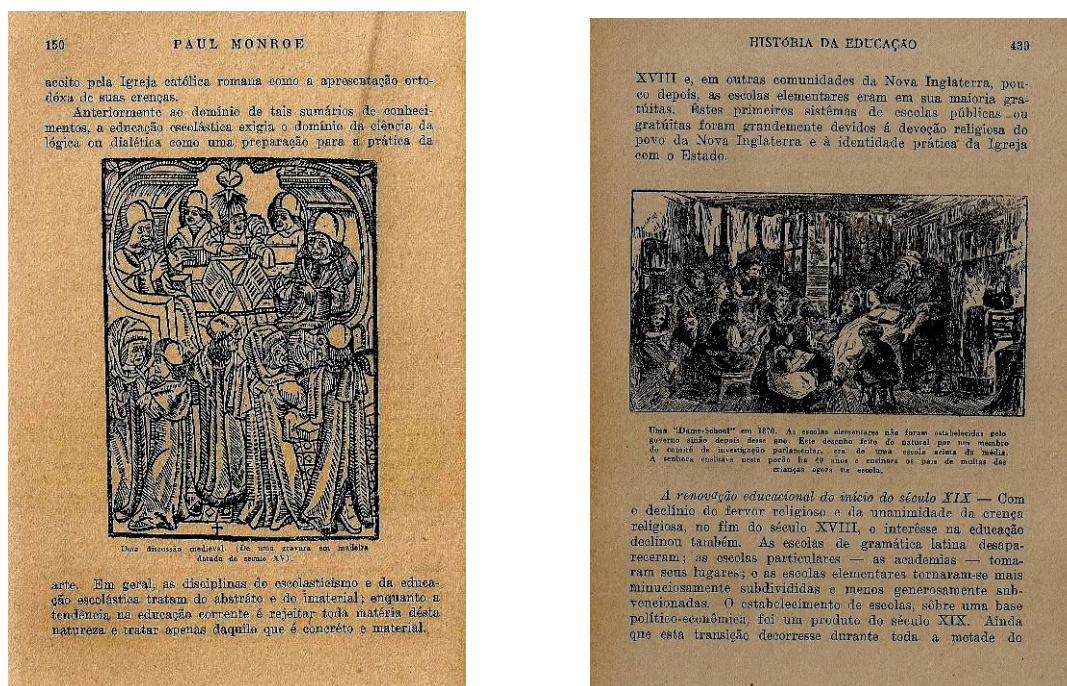 150
PAUL MONROE
aceito pela Igreja católica romana como a apresentação orto-
dóxa de suas crenças.
Anteriormente ao domínio de tais sumários de conheci-
mentos, a educação escolástica exigia o domínio da ciência da
lógica ou dialética como uma preparação para a prática da
Uma discussão medieval. (De uma gravura em madeira
datada do século XV).
arte. Em geral, as disciplinas do escolasticismo e da educa-
ção escolástica tratam do abstráto e do imaterial; enquanto a
tendência na educação corrente é rejeitar toda matéria désta
natureza e tratar apenas daquilo que é concréto e material.
HISTÓRIA DA EDUCAÇÃO
439
XVIII e, em outras comunidades da Nova Inglaterra, pou-
co depois, as escolas elementares eram em sua maioria gra-
túitas. Êstes primeiros sistêmas de escolas públicas ou
gratúitas foram grandemente devidos á devoção religiosa do
povo da Nova Inglaterra e à identidade prática da Igreja
com o Estado.
Uma "Dame-School" em 1870. As escolas elementares não foram estabelecidas pelo
governo sinão depois desse ano. Este desenho feito do natural por um membro
do comité de investigação parlamentar, era de uma escola acima da média.
A senhora ensinava neste porão ha 40 anos e ensinara os pais de muitas das
crianças agora na escola.
A renovação educacional do início do século XIX — Com
o declínio do fervor religioso e da unanimidade da crença
religiosa, no fim do século XVIII, o interêsse na educação
declinou também. As escolas de gramática latina desapa-
receram; as escolas particulares — as academias — toma-
ram seus lugares; e as escolas elementares tornaram-se mais
minuciosamente subdivididas e menos generosamente sub-
vencionadas. O estabelecimento de escolas, sôbre uma base
político-econômica, foi um produto do século XIX. Ainda
que esta transição decorresse durante toda a metade do